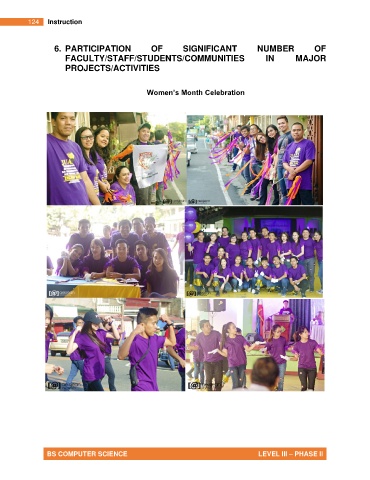 124 Instruction
6. PARTICIPATION OF SIGNIFICANT NUMBER OF
FACULTY/STAFF/STUDENTS/COMMUNITIES IN MAJOR
PROJECTS/ACTIVITIES
Women's Month Celebration
BS COMPUTER SCIENCE LEVEL III – PHASE II